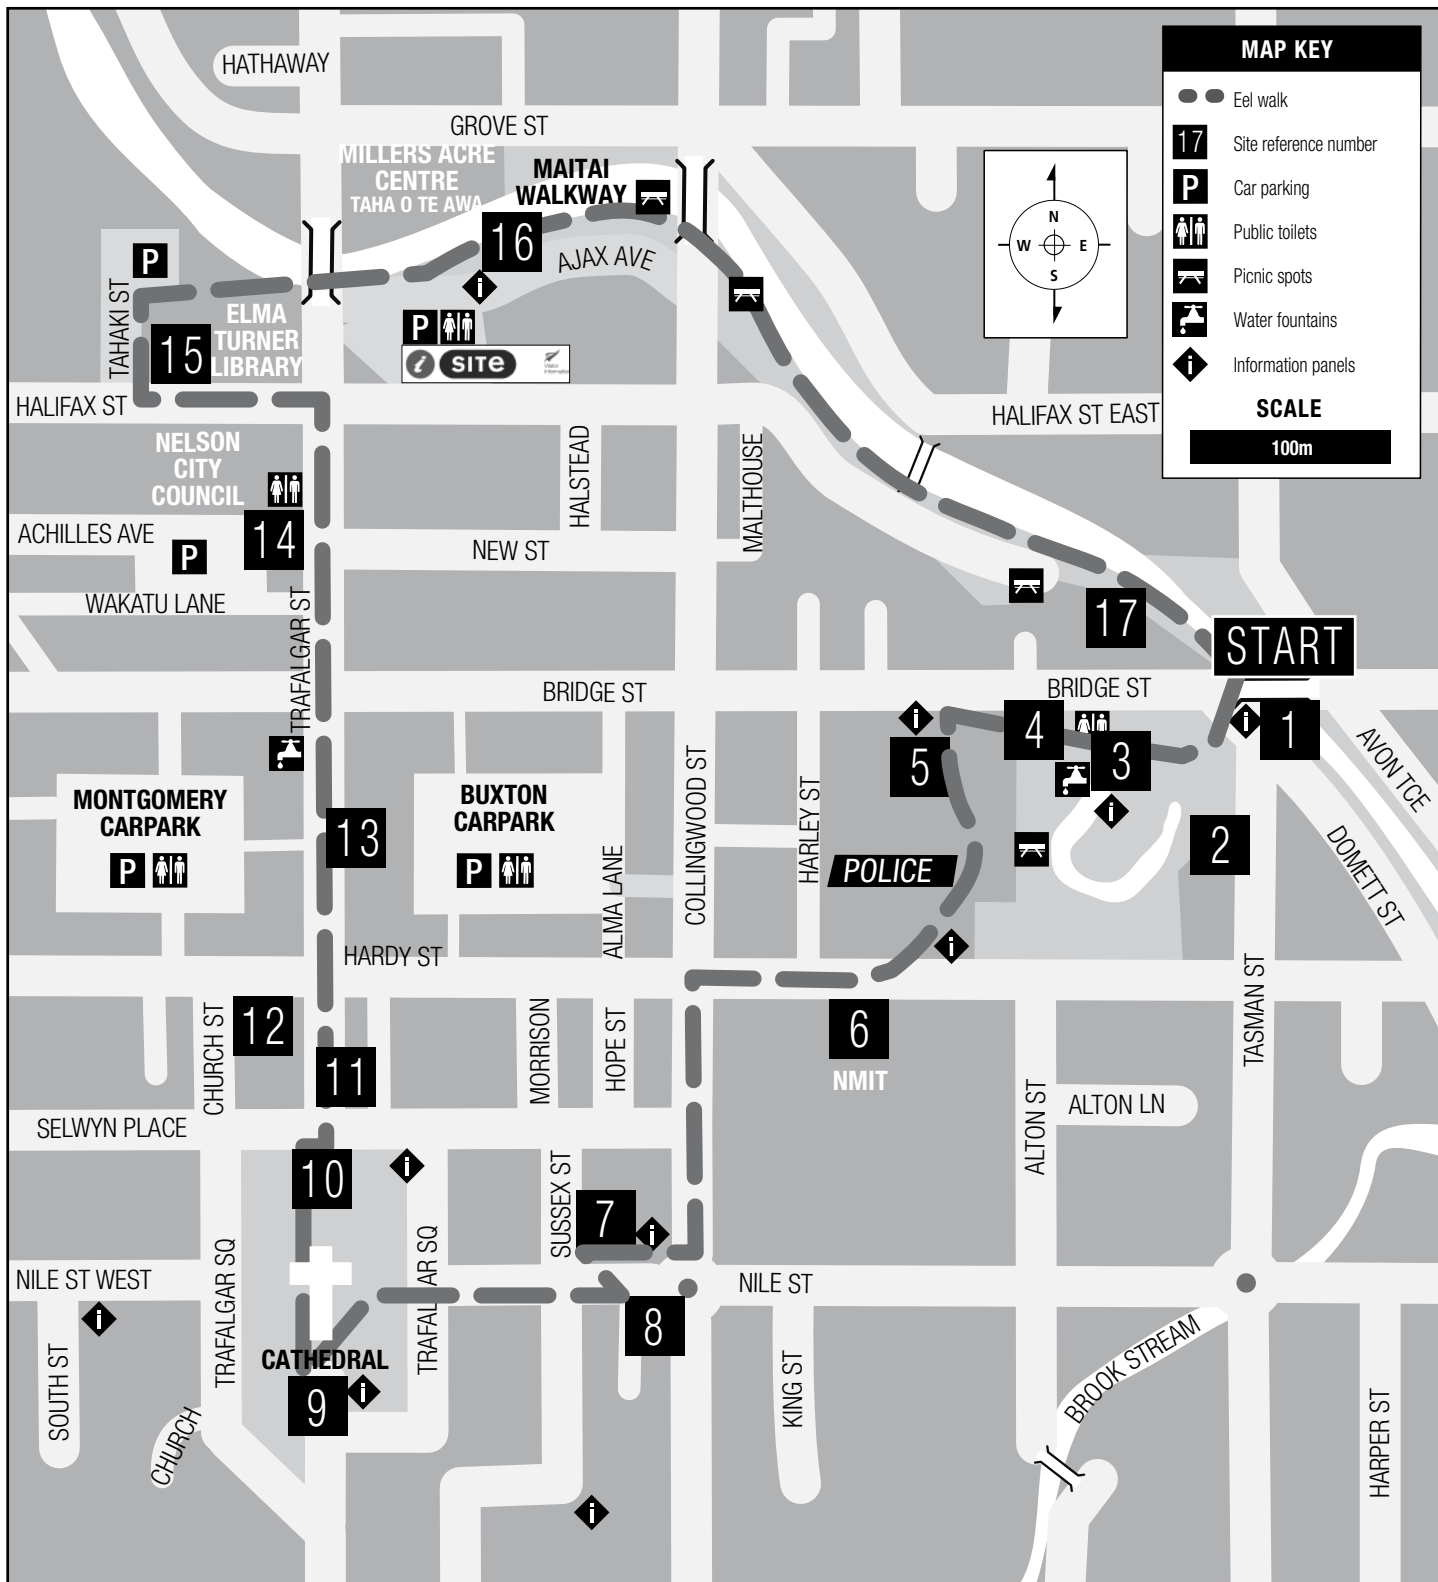 HATHAWAY
GROVE ST
MILLERS ACRE
CENTRE
TAHA O TE AWA
MAITAI
WALKWAY
16
AJAX AVE
P
TAHAKI ST
ELMA
TURNER
LIBRARY
15
i
P
i SITE
HALIFAX ST
HALIFAX ST EAST
MAP KEY
Eel walk
17
Site reference number
P
Car parking
Public toilets
Picnic spots
Water fountains
i
Information panels
SCALE
100m
N
W
E
S
NELSON
CITY
COUNCIL
HALSTEAD
MALTHOUSE
ACHILLES AVE
14
P
NEW ST
WAKATU LANE
TRAFALGAR ST
17
START
BRIDGE ST
BRIDGE ST
i
5
4
3
i
1
i
2
AVON TCE
DOMETT ST
MONTGOMERY
CARPARK
P
13
BUXTON
CARPARK
P
ALMA LANE
COLLINGWOOD ST
HARLEY ST
POLICE
i
HARDY ST
12
CHURCH ST
11
MORRISON
HOPE ST
6
NMIT
TASMAN ST
ALTON ST
ALTON LN
SELWYN PLACE
10
i
SUSSEX ST
7
i
NILE ST WEST
TRAFALGAR SQ
TRAFALGAR SQ
NILE ST
i
8
CATHEDRAL
9
i
SOUTH ST
CHURCH
KING ST
BROOK STREAM
HARPER ST
i